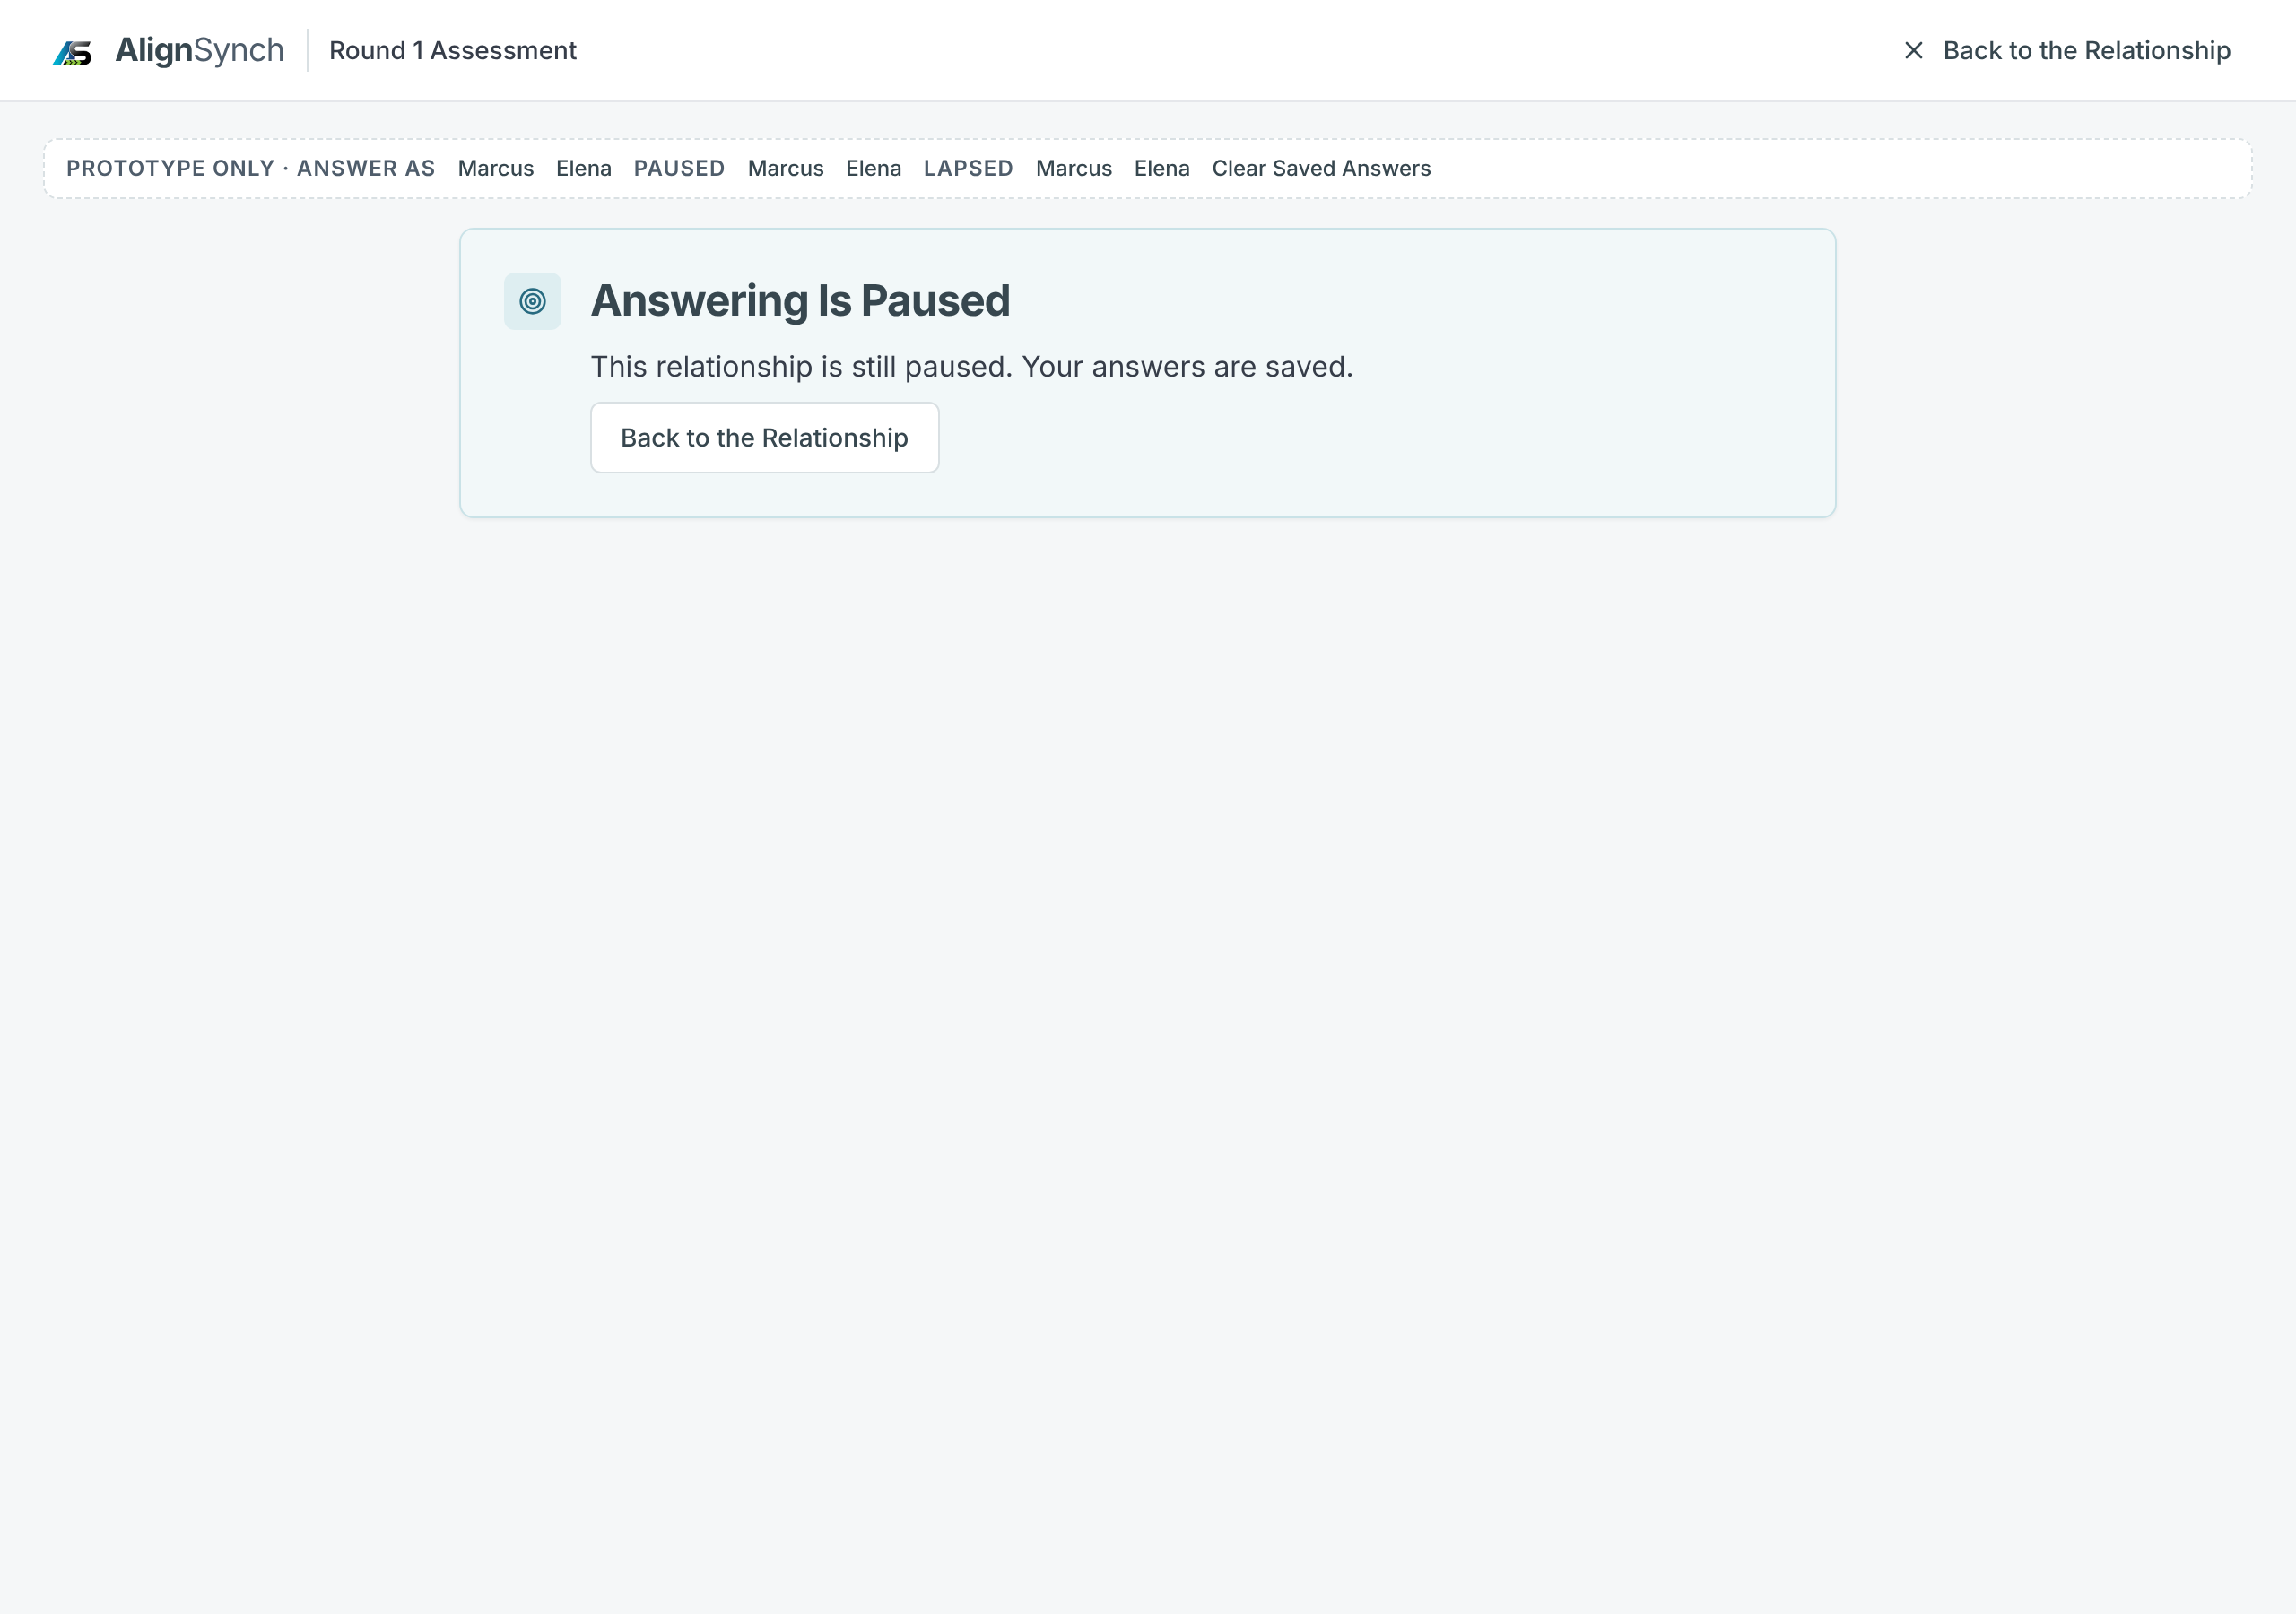 AlignSynch
Round 1 Assessment
Back to the Relationship
PROTOTYPE ONLY · ANSWER AS Marcus Elena PAUSED Marcus Elena LAPSED Marcus Elena Clear Saved Answers
Answering Is Paused
This relationship is still paused. Your answers are saved.
Back to the Relationship